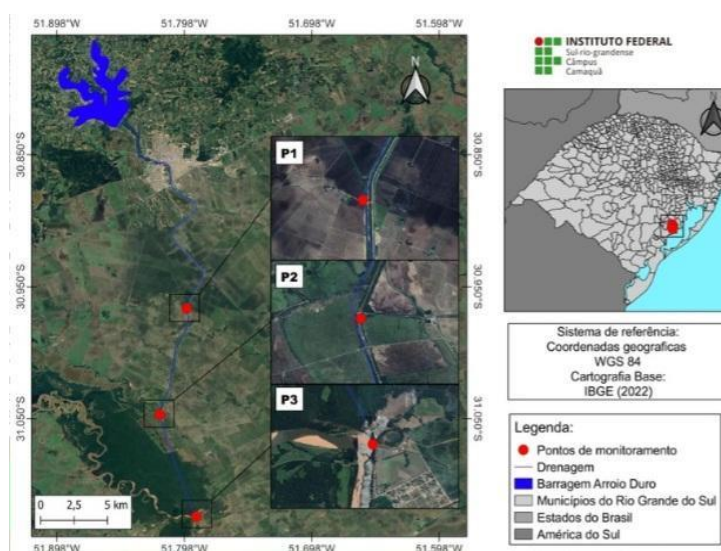 51.898°W 51.798°W 51.698°W 51.598°W
INSTITUTO FEDERAL
Sul-rio-grandense
Câmpus
Camaquã
N
30.850°S
30.850°S
P1
30.950°S
30.950°S
P2
31.050°S
31.050°S
P3
Sistema de referência:
Coordenadas geograficas
WGS 84
Cartografia Base:
IBGE (2022)
Legenda:
Pontos de monitoramento
Drenagem
Barragem Arroio Duro
Municípios do Rio Grande do Sul
Estados do Brasil
América do Sul
0 2,5 5 km
51.898°W 51.798°W 51.698°W 51.598°W